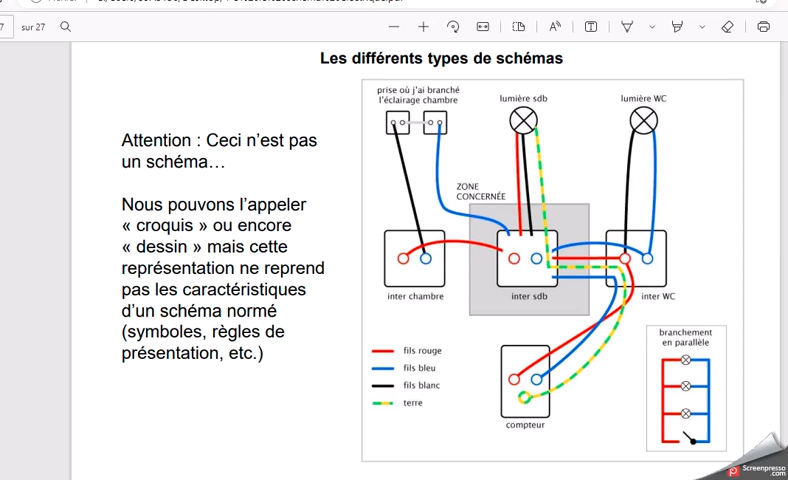 sur 27
Les différents types de schémas
Attention : Ceci n'est pas
un schéma…
Nous pouvons l'appeler
« croquis » ou encore
« dessin » mais cette
représentation ne reprend
pas les caractéristiques
d'un schéma normé
(symboles, règles de
présentation, etc.)
prise où j'ai branché
l'éclairage chambre
lumière sdb
lumière WC
ZONE
CONCERNÉE
inter chambre
inter sdb
inter WC
fils rouge
fils bleu
fils blanc
terre
compteur
branchement
en parallèle
Screenpresso
.com